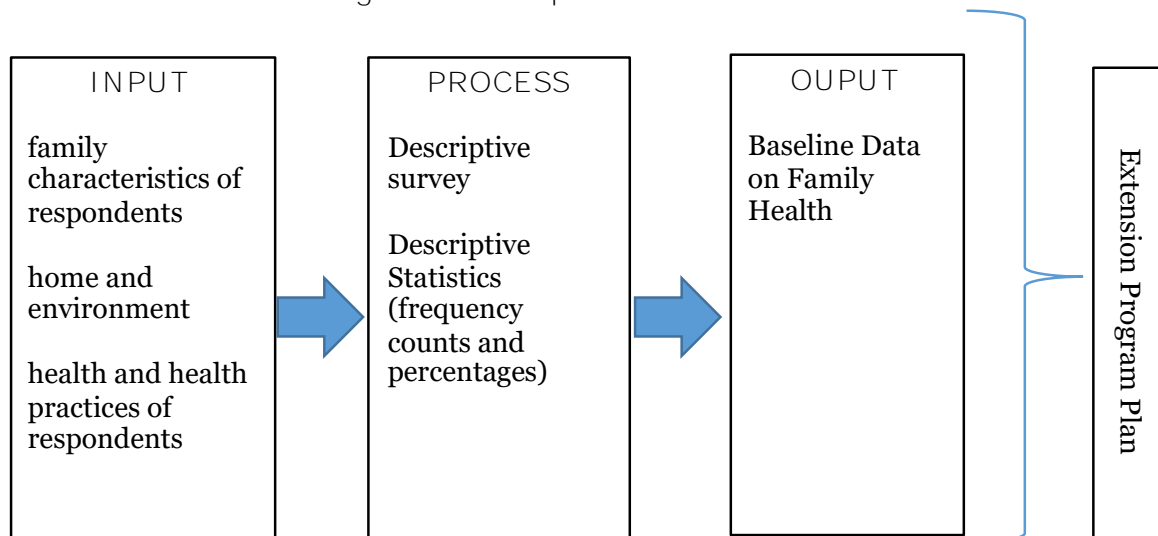 INPUT
family
characteristics of
respondents
home and
environment
health and health
practices of
respondents
PROCESS
Descriptive
survey
Descriptive
Statistics
(frequency
counts and
percentages)
OUPUT
Baseline Data
on Family
Health
Extension Program Plan